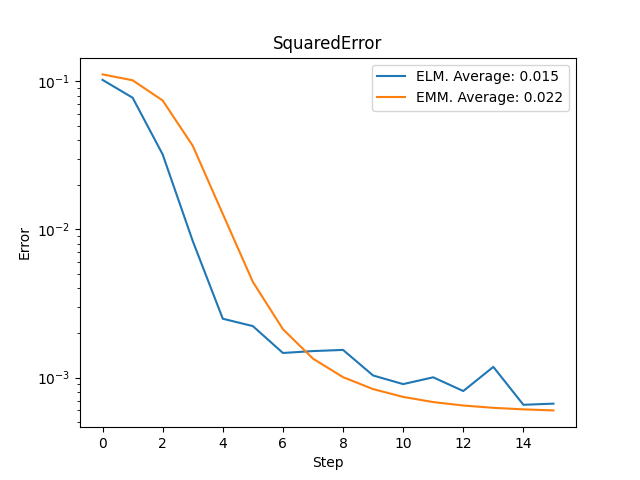 SquaredError
ELM. Average: 0.015
EMM. Average: 0.022
10⁻¹
10⁻²
10⁻³
Error
0 2 4 6 8 10 12 14
Step